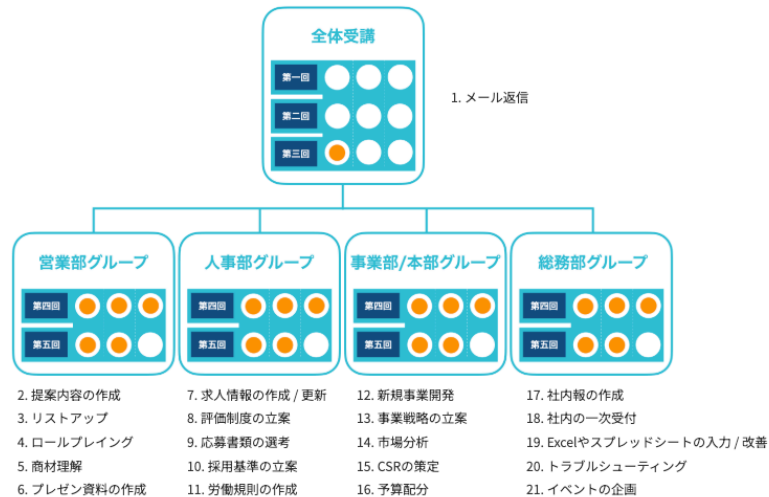 全体受講
第一回
第二回
第三回
1. メール返信
営業部グループ
第四回
第五回
2. 提案内容の作成
3. リストアップ
4. ロールプレイング
5. 商材理解
6. プレゼン資料の作成
人事部グループ
第四回
第五回
7. 求人情報の作成 / 更新
8. 評価制度の立案
9. 応募書類の選考
10. 採用基準の立案
11. 労働規則の作成
事業部/本部グループ
第四回
第五回
12. 新規事業開発
13. 事業戦略の立案
14. 市場分析
15. CSRの策定
16. 予算配分
総務部グループ
第四回
第五回
17. 社内報の作成
18. 社内の一次受付
19. Excelやスプレッドシートの入力 / 改善
20. トラブルシューティング
21. イベントの企画